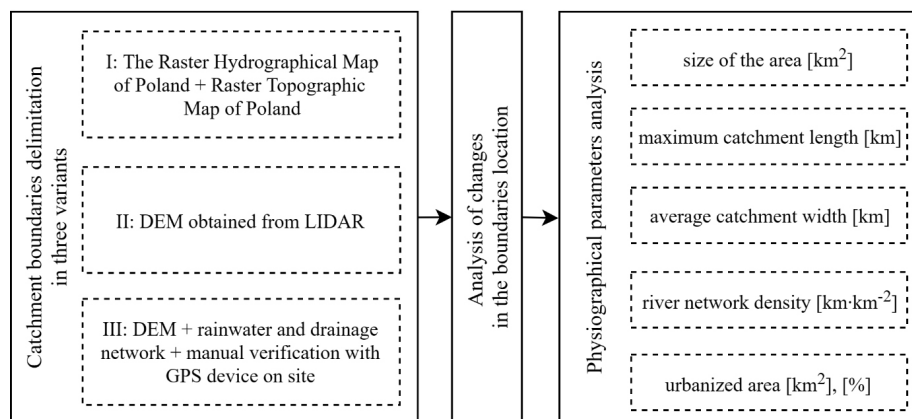 Catchment boundaries delimitation
in three variants
I: The Raster Hydrographical Map
of Poland + Raster Topographic
Map of Poland
II: DEM obtained from LIDAR
III: DEM + rainwater and drainage
network + manual verification with
GPS device on site
Analysis of changes
in the boundaries location
Physiographical parameters analysis
size of the area [km²]
maximum catchment length [km]
average catchment width [km]
river network density [km·km⁻²]
urbanized area [km²], [%]